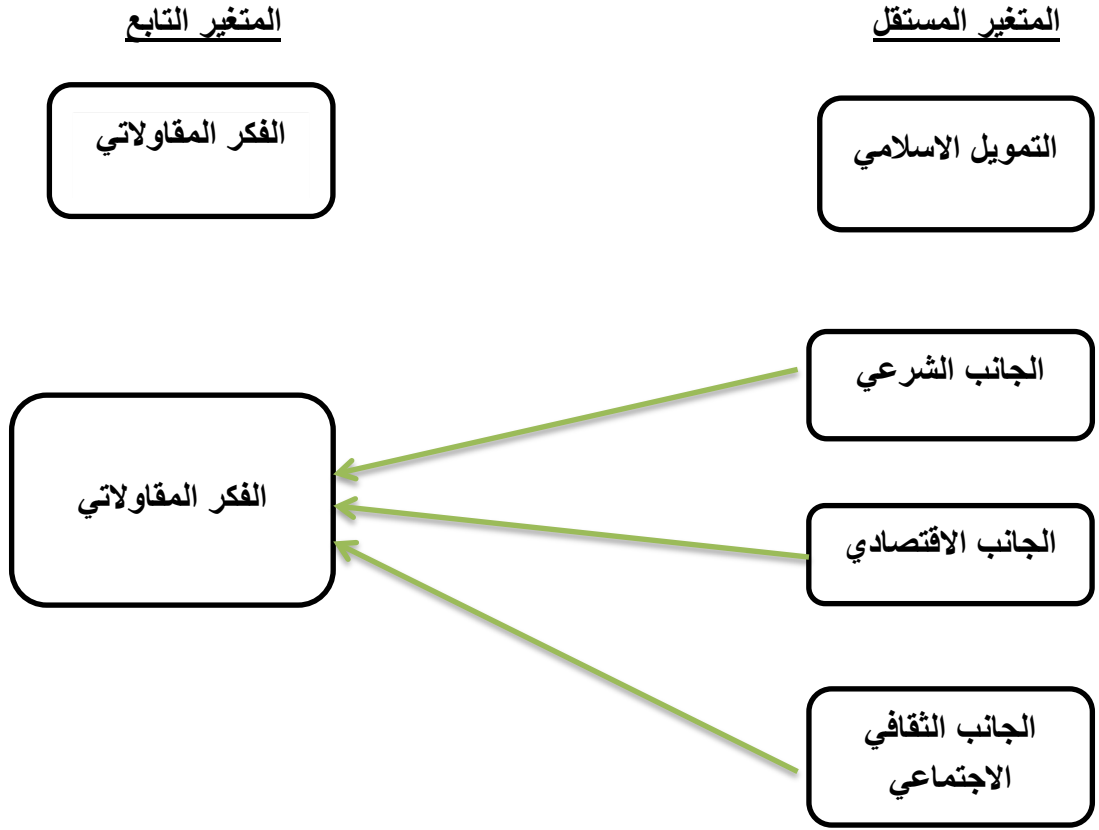 المتغير المستقل
المتغير التابع
التمويل الاسلامي
الفكر المقاولاتي
الجانب الشرعي
الفكر المقاولاتي
الجانب الاقتصادي
الجانب الثقافي
الاجتماعي